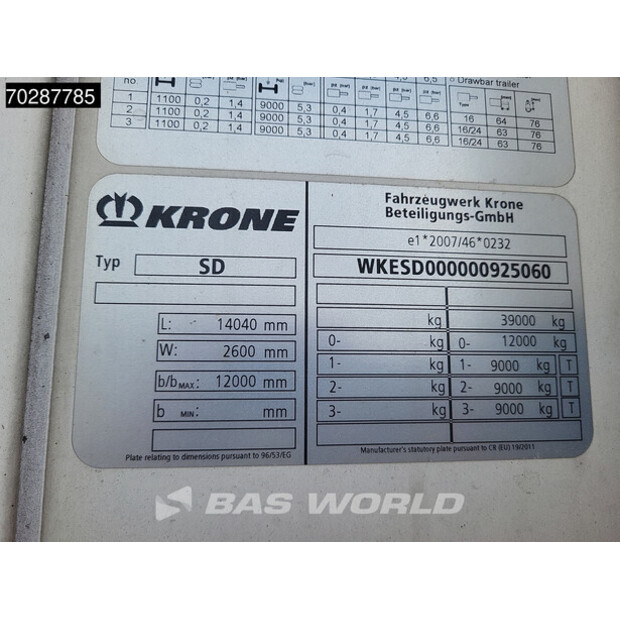 70287785
no.
Drawbar trailer
1 1100 0,2 1,4 9000 5,3 0,4 1,7 4,5 6,6 16 64 76
2 1100 0,2 1,4 9000 5,3 0,4 1,7 4,5 6,6 16/24 63 76
3 1100 0,2 1,4 9000 5,3 0,4 1,7 4,5 6,6 16/24 63 76
KRONE
Fahrzeugwerk Krone
Beteiligungs-GmbH
e1*2007/46*0232
Typ SD
WKESD000000925060
L: 14040 mm
W: 2600 mm
b/bMAX: 12000 mm
b MIN: mm
kg 39000 kg
0- kg 0- 12000 kg
1- kg 1- 9000 kg T
2- kg 2- 9000 kg T
3- kg 3- 9000 kg T
Plate relating to dimensions pursuant to 96/53/EG
Manufacturer's statutory plate pursuant to CR (EU) 19/2011
BAS WORLD